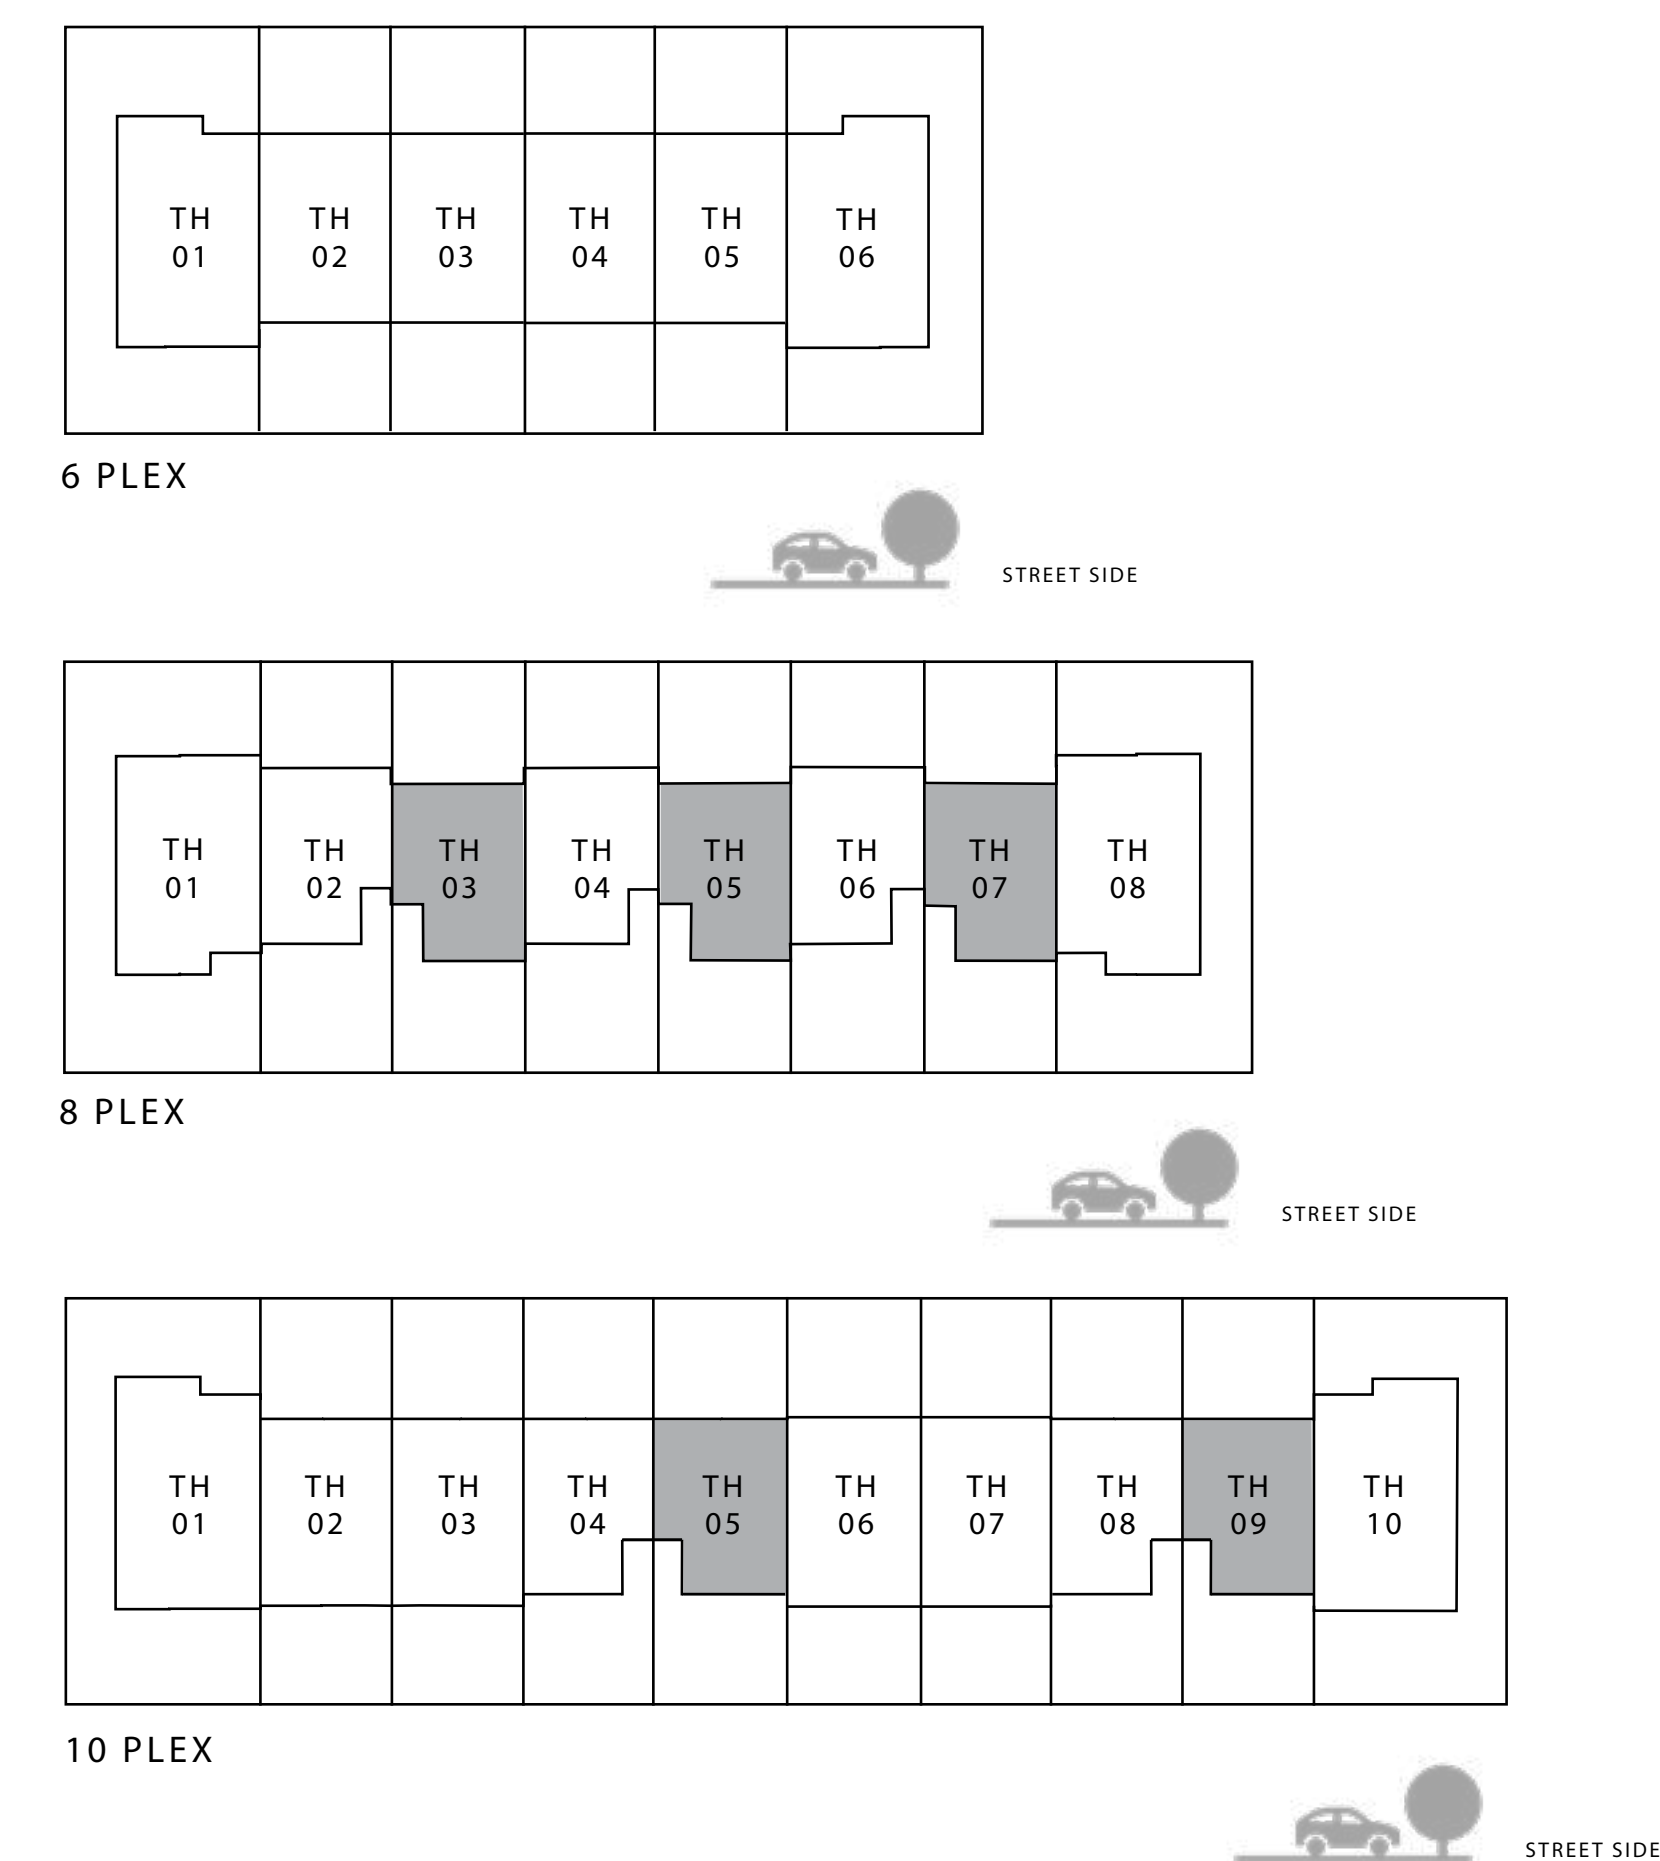 TH TH TH TH TH TH
01 02 03 04 05 06
6 PLEX
STREET SIDE
TH TH TH TH TH TH TH TH
01 02 03 04 05 06 07 08
8 PLEX
STREET SIDE
TH TH TH TH TH TH TH TH TH TH
01 02 03 04 05 06 07 08 09 10
10 PLEX
STREET SIDE